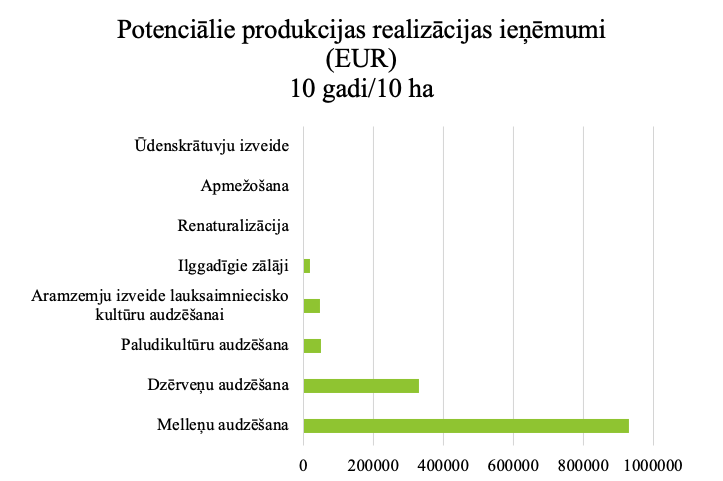 Potenciālie produkcijas realizācijas ieņēmumi
(EUR)
10 gadi/10 ha
Ūdenskrātuvju izveide
Apmežošana
Renaturalizācija
Ilggadīgie zālāji
Aramzemju izveide lauksaimniecisko
kultūru audzēšanai
Paludikultūru audzēšana
Dzērveņu audzēšana
Melleņu audzēšana
0 200000 400000 600000 800000 1000000